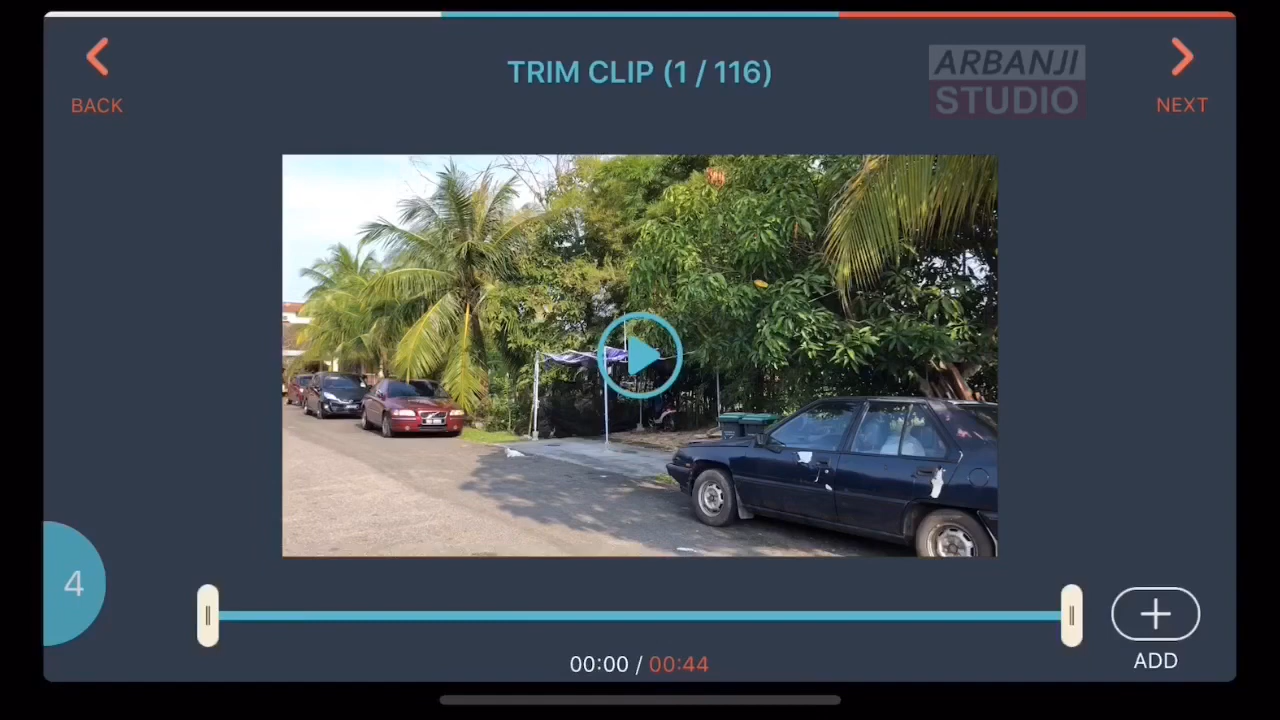 TRIM CLIP (1 / 116)
ARBANJI
STUDIO
BACK
NEXT
4
00:00 / 00:44
ADD